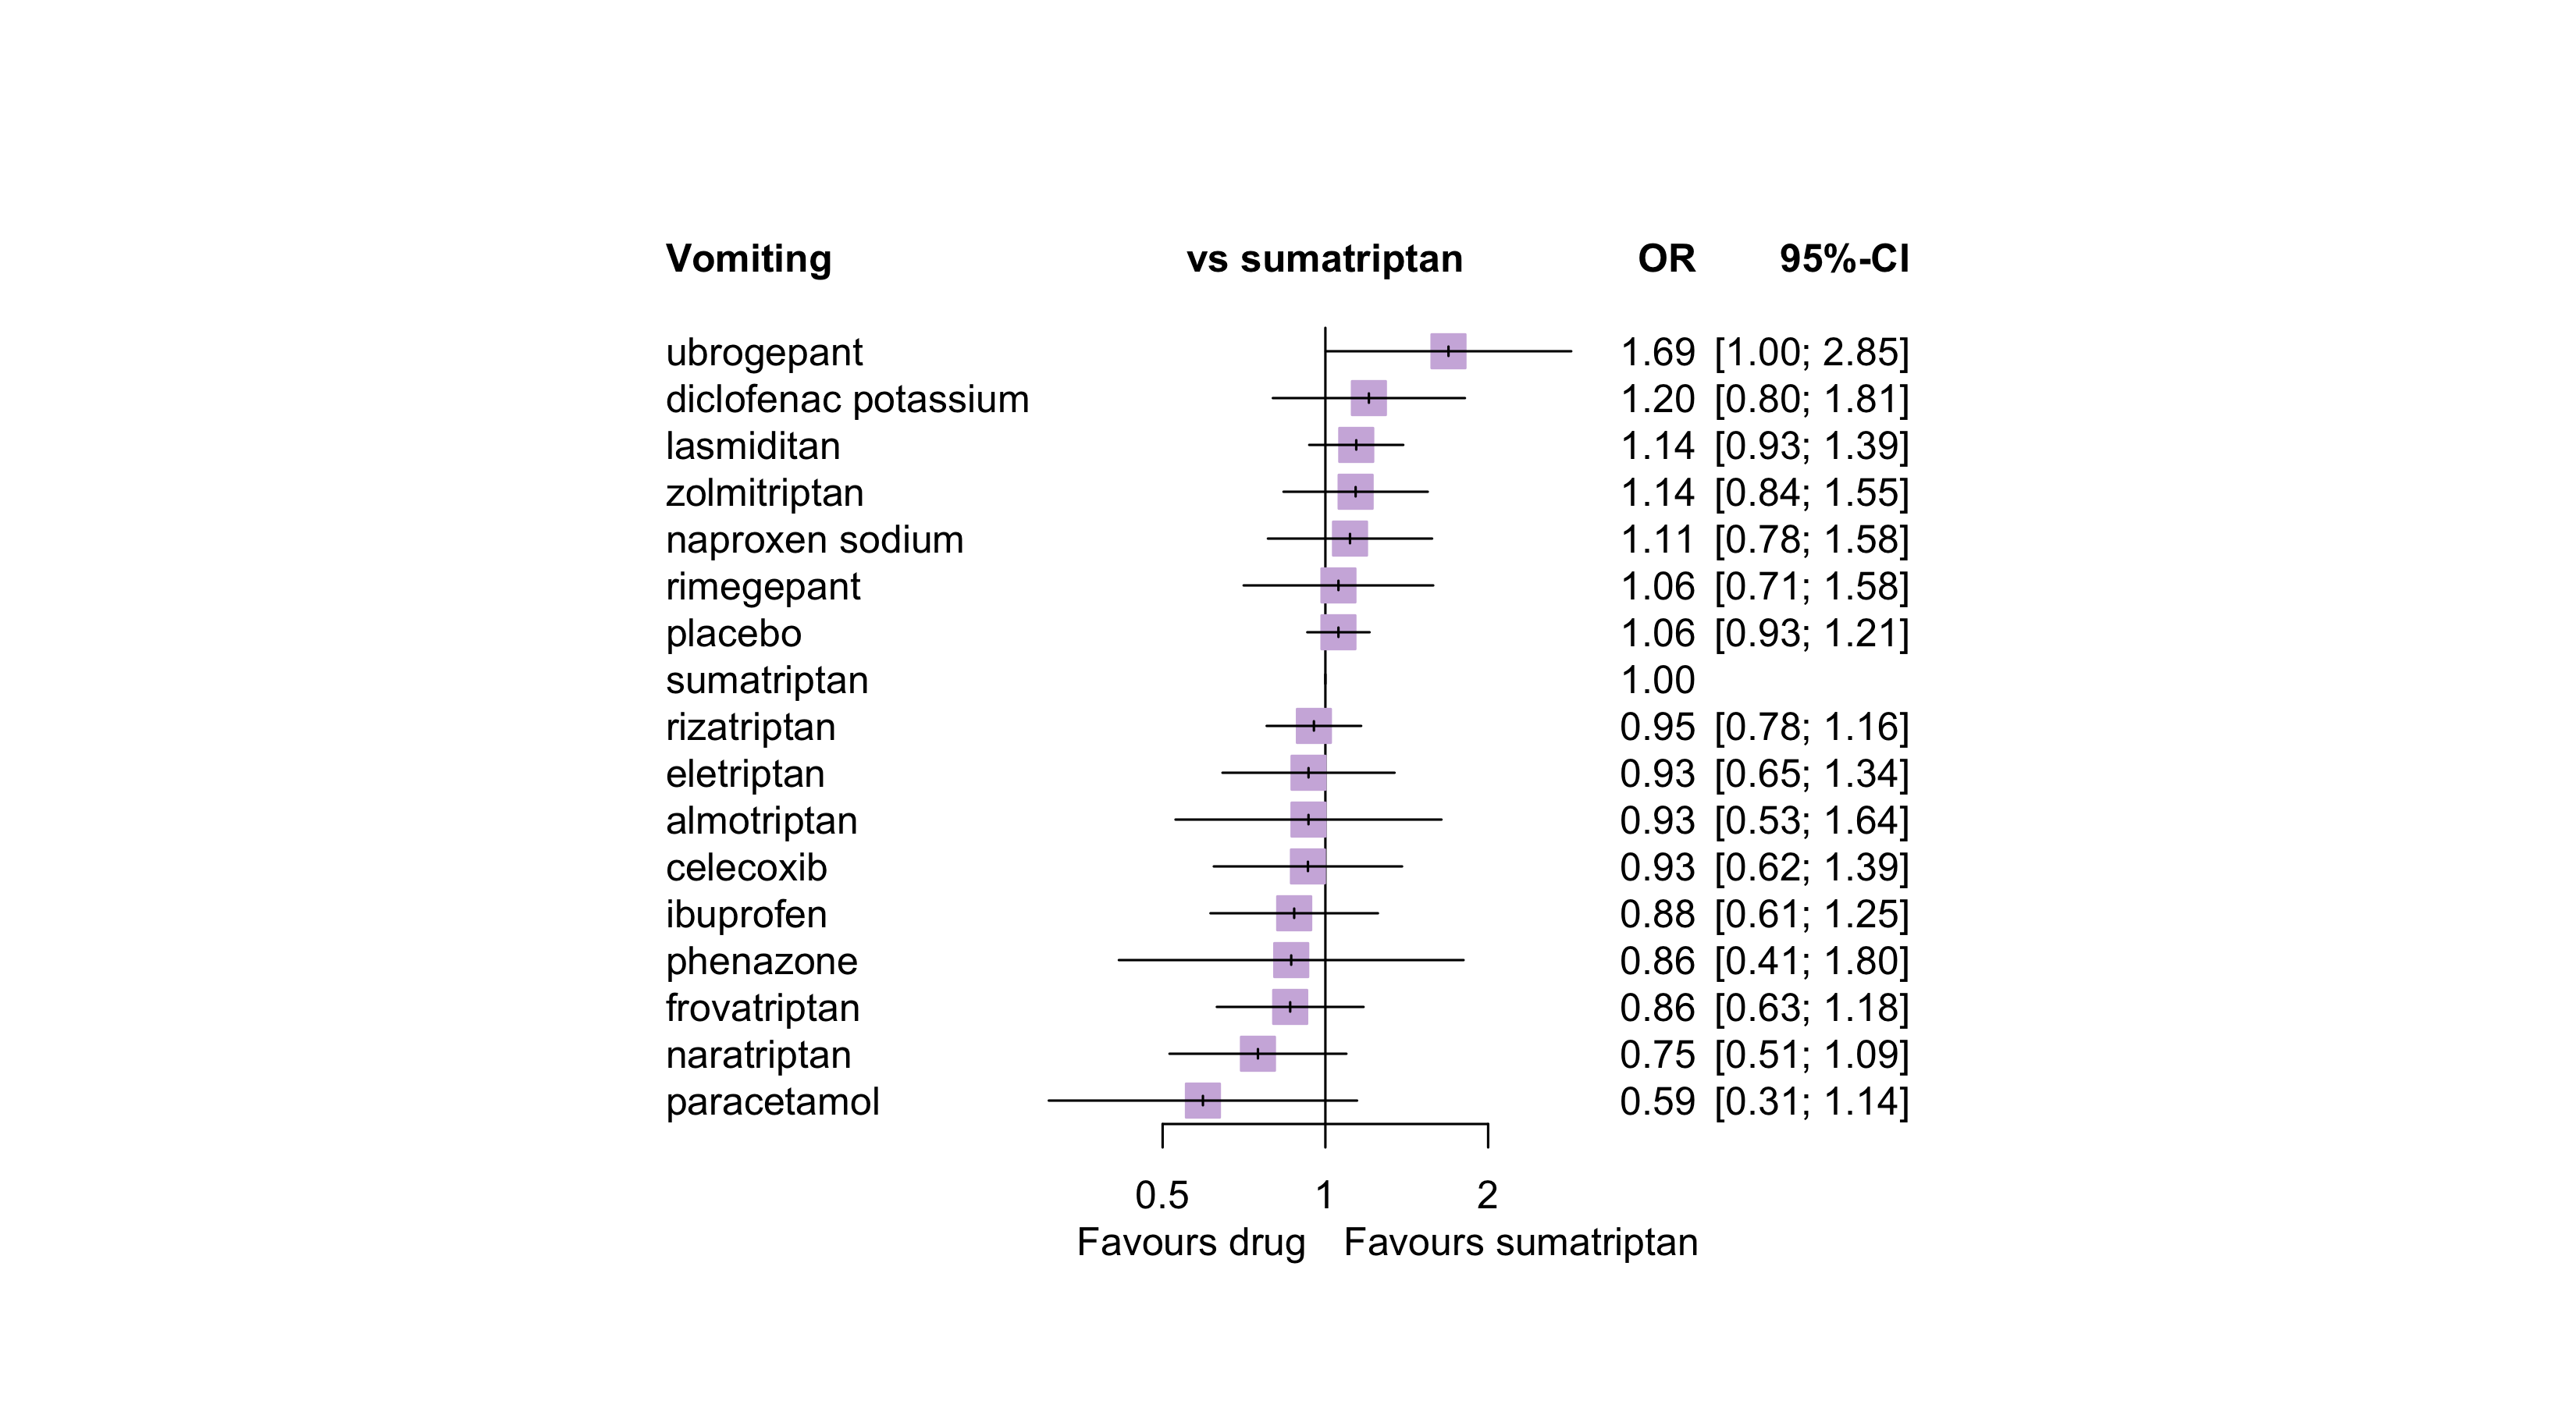 Vomiting vs sumatriptan OR 95%-CI
ubrogepant 1.69 [1.00; 2.85]
diclofenac potassium 1.20 [0.80; 1.81]
lasmiditan 1.14 [0.93; 1.39]
zolmitriptan 1.14 [0.84; 1.55]
naproxen sodium 1.11 [0.78; 1.58]
rimegepant 1.06 [0.71; 1.58]
placebo 1.06 [0.93; 1.21]
sumatriptan 1.00
rizatriptan 0.95 [0.78; 1.16]
eletriptan 0.93 [0.65; 1.34]
almotriptan 0.93 [0.53; 1.64]
celecoxib 0.93 [0.62; 1.39]
ibuprofen 0.88 [0.61; 1.25]
phenazone 0.86 [0.41; 1.80]
frovatriptan 0.86 [0.63; 1.18]
naratriptan 0.75 [0.51; 1.09]
paracetamol 0.59 [0.31; 1.14]
0.5 1 2
Favours drug Favours sumatriptan